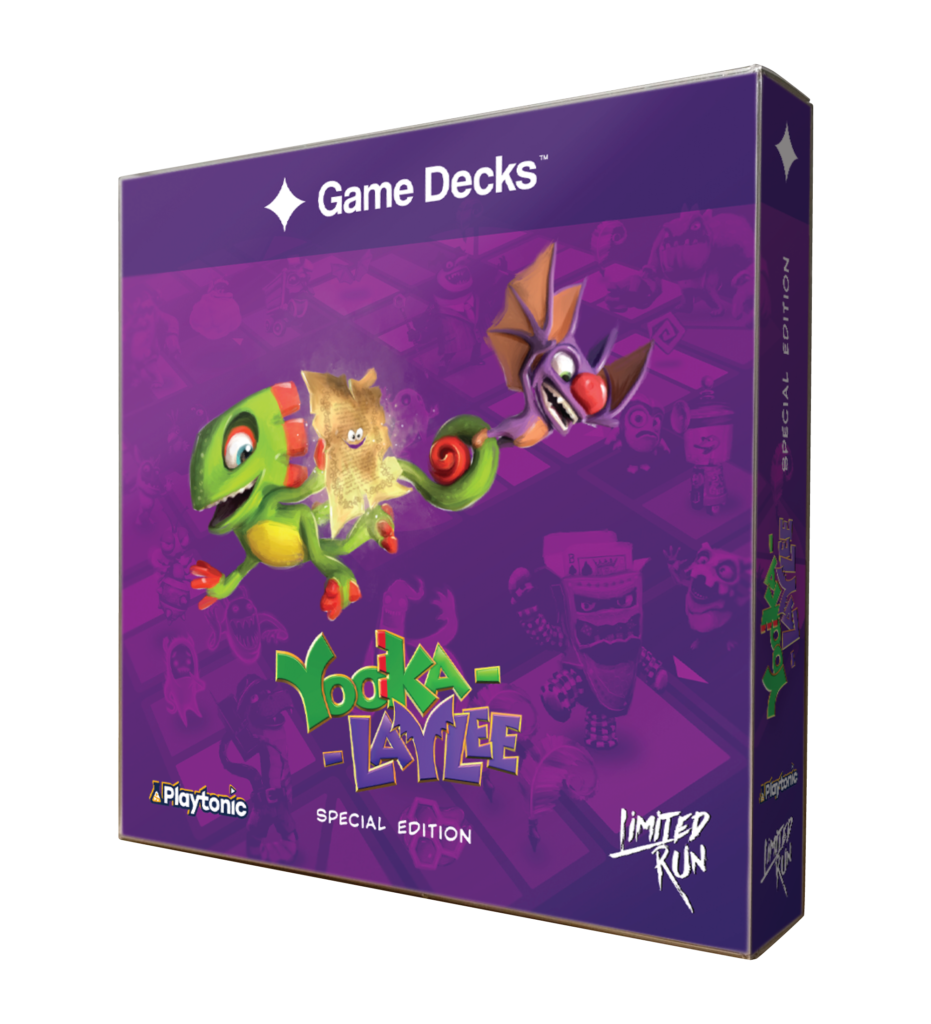 Game Decks™
YOOKA-
-LAYLEE
SPECIAL EDITION
Playtonic
LIMITED
RUN
SPECIAL EDITION
YOOKA-
-LAYLEE
Playtonic
LIMITED
RUN